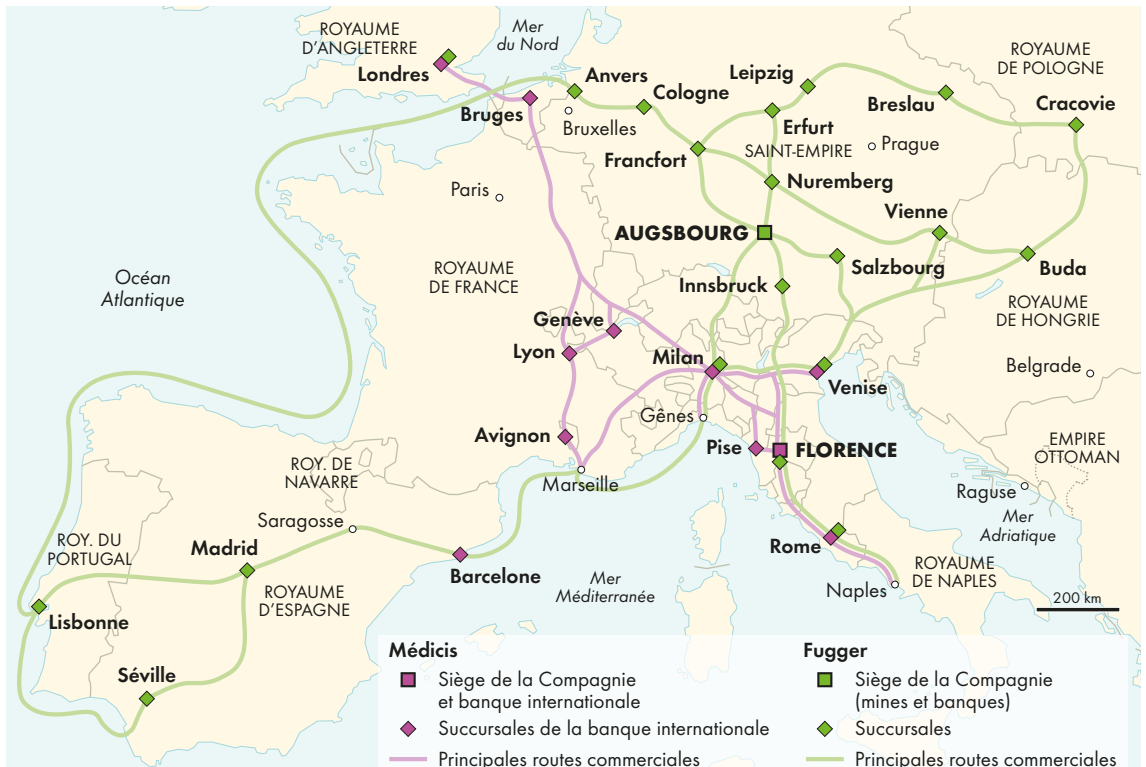 ROYAUME
D'ANGLETERRE
Mer
du Nord
ROYAUME
DE POLOGNE
Londres
Anvers
Leipzig
Cologne
Breslau
Cracovie
Bruges
Bruxelles
Erfurt
SAINT-EMPIRE
Prague
Francfort
Paris
Nuremberg
Vienne
AUGSBOURG
Salzbourg
Buda
Océan
Atlantique
ROYAUME
DE FRANCE
Innsbruck
ROYAUME
DE HONGRIE
Genève
Lyon
Milan
Belgrade
Venise
Gênes
Avignon
Pise
FLORENCE
EMPIRE
OTTOMAN
ROY. DE
NAVARRE
Marseille
Raguse
Saragosse
Mer
Adriatique
ROY. DU
PORTUGAL
Madrid
Rome
Barcelone
Mer
Méditerranée
ROYAUME
DE NAPLES
ROYAUME
D'ESPAGNE
Naples
200 km
Lisbonne
Séville
Médicis
Siège de la Compagnie
et banque internationale
Succursales de la banque internationale
Principales routes commerciales
Fugger
Siège de la Compagnie
(mines et banques)
Succursales
Principales routes commerciales